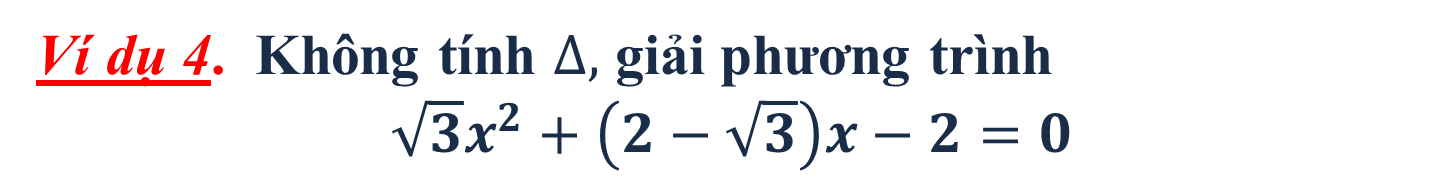 Ví dụ 4. Không tính Δ, giải phương trình
√3x² + (2 − √3)x − 2 = 0